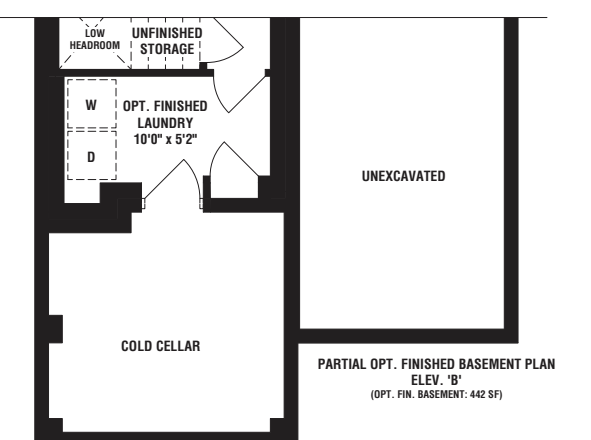 LOW
HEADROOM
UNFINISHED
STORAGE
W
OPT. FINISHED
LAUNDRY
10'0" x 5'2"
D
UNEXCAVATED
COLD CELLAR
PARTIAL OPT. FINISHED BASEMENT PLAN
ELEV. 'B'
(OPT. FIN. BASEMENT: 442 SF)